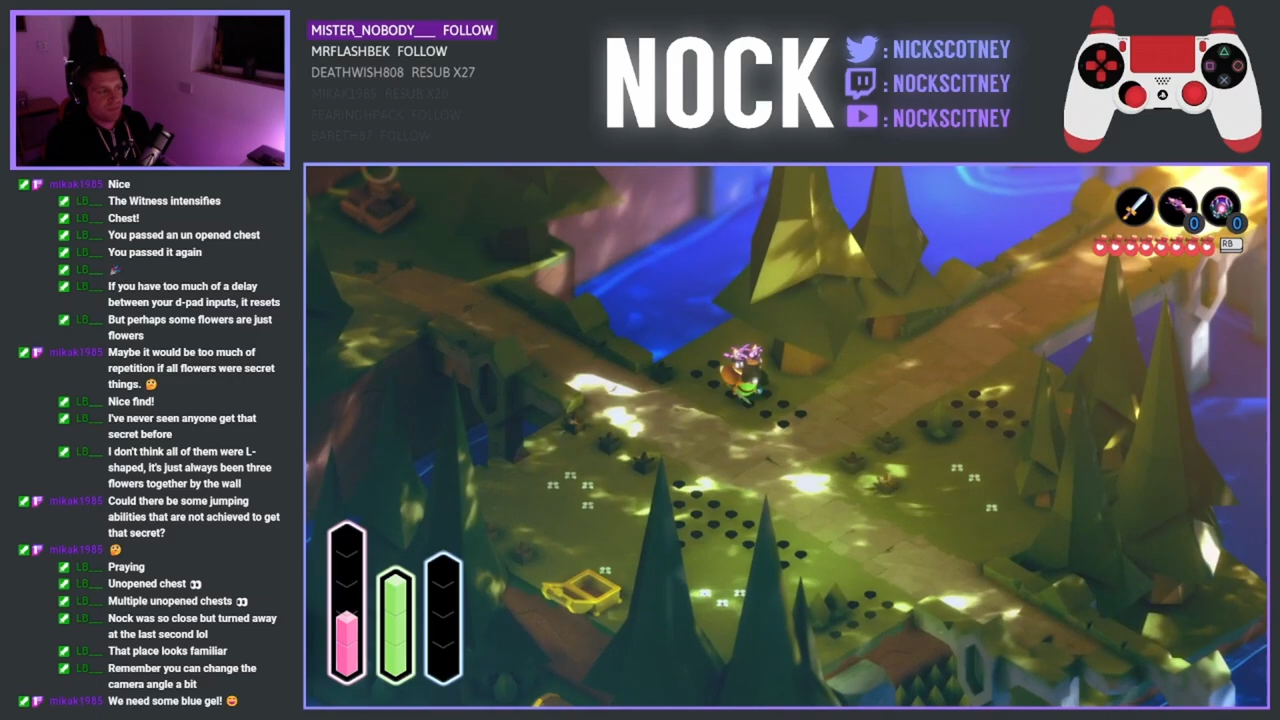 MISTER_NOBODY___ FOLLOW
MRFLASHBEK FOLLOW
DEATHWISH808 RESUB X27
MIKAK1985 RESUB X26
BARETH87 FOLLOW
NOCK
: NICKSCOTNEY
: NOCKSCITNEY
: NOCKSCITNEY
mikak1985 Nice
LB___ The Witness intensifies
LB___ Chest!
LB___ You passed an un opened chest
LB___ You passed it again
LB___ 🎉
LB___ If you have too much of a delay
between your d-pad inputs, it resets
LB___ But perhaps some flowers are just
flowers
mikak1985 Maybe it would be too much of
repetition if all flowers were secret
things. 🤔
LB___ Nice find!
LB___ I've never seen anyone get that
secret before
LB___ I don't think all of them were L-
shaped, it's just always been three
flowers together by the wall
mikak1985 Could there be some jumping
abilities that are not achieved to get
that secret?
mikak1985 🤔
LB___ Praying
LB___ Unopened chest 👀
LB___ Multiple unopened chests 👀
LB___ Nock was so close but turned away
at the last second lol
LB___ That place looks familiar
LB___ Remember you can change the
camera angle a bit
mikak1985 We need some blue gel! 😄
0 0
RB